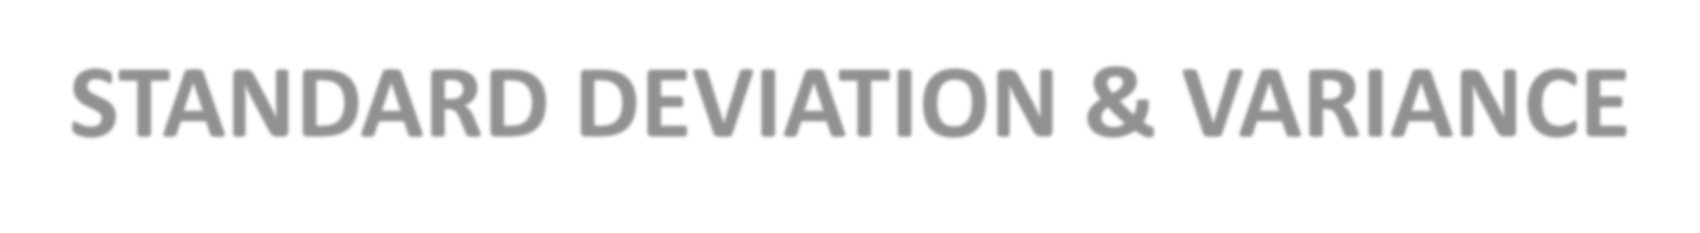 STANDARD DEVIATION & VARIANCE